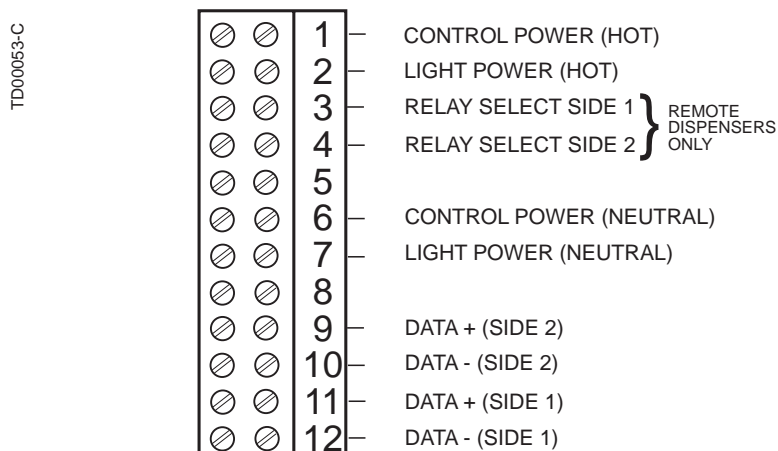 TD00053-C
1 CONTROL POWER (HOT)
2 LIGHT POWER (HOT)
3 RELAY SELECT SIDE 1
4 RELAY SELECT SIDE 2
REMOTE
DISPENSERS
ONLY
5
6 CONTROL POWER (NEUTRAL)
7 LIGHT POWER (NEUTRAL)
8
9 DATA + (SIDE 2)
10 DATA - (SIDE 2)
11 DATA + (SIDE 1)
12 DATA - (SIDE 1)